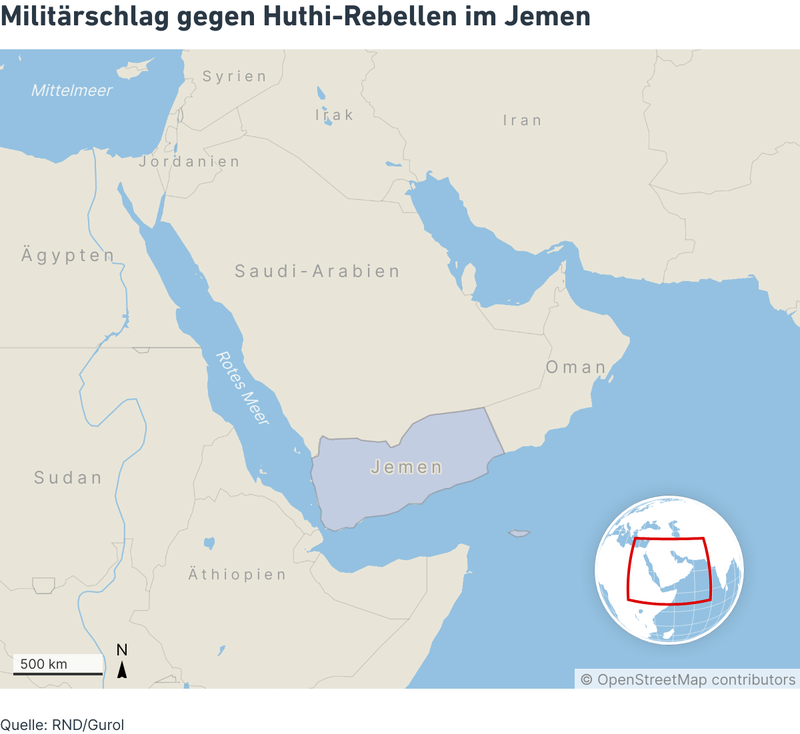 Militärschlag gegen Huthi-Rebellen im Jemen
Syrien
Mittelmeer
Irak
Iran
Jordanien
Ägypten
Saudi-Arabien
Rotes Meer
Oman
Jemen
Sudan
Äthiopien
N
500 km
© OpenStreetMap contributors
Quelle: RND/Gurol